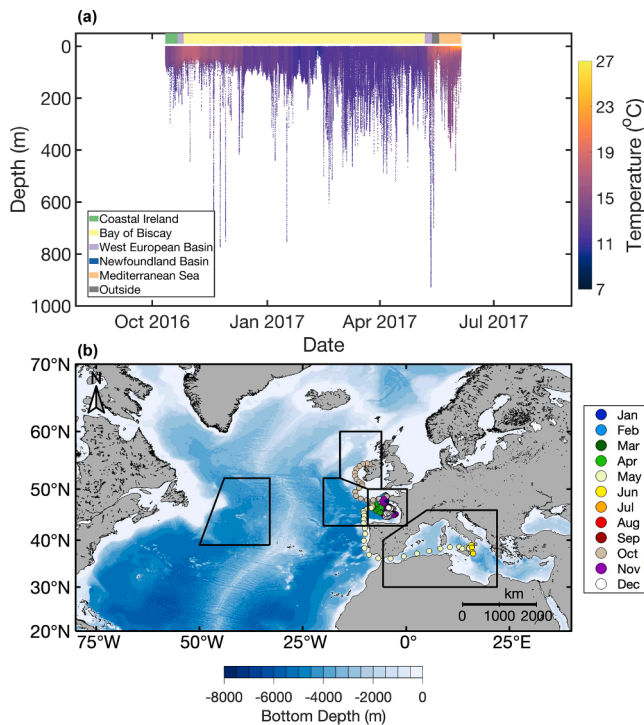 (a)
0
200
400
600
800
1000
Depth (m)
Coastal Ireland
Bay of Biscay
West European Basin
Newfoundland Basin
Mediterranean Sea
Outside
Oct 2016 Jan 2017 Apr 2017 Jul 2017
Date
27
23
19
15
11
7
Temperature (°C)
(b)
70°N
60°N
50°N
40°N
30°N
20°N
N
75°W 50°W 25°W 0°E 25°E
km
0 1000 2000
Jan
Feb
Mar
Apr
May
Jun
Jul
Aug
Sep
Oct
Nov
Dec
-8000 -6000 -4000 -2000 0
Bottom Depth (m)